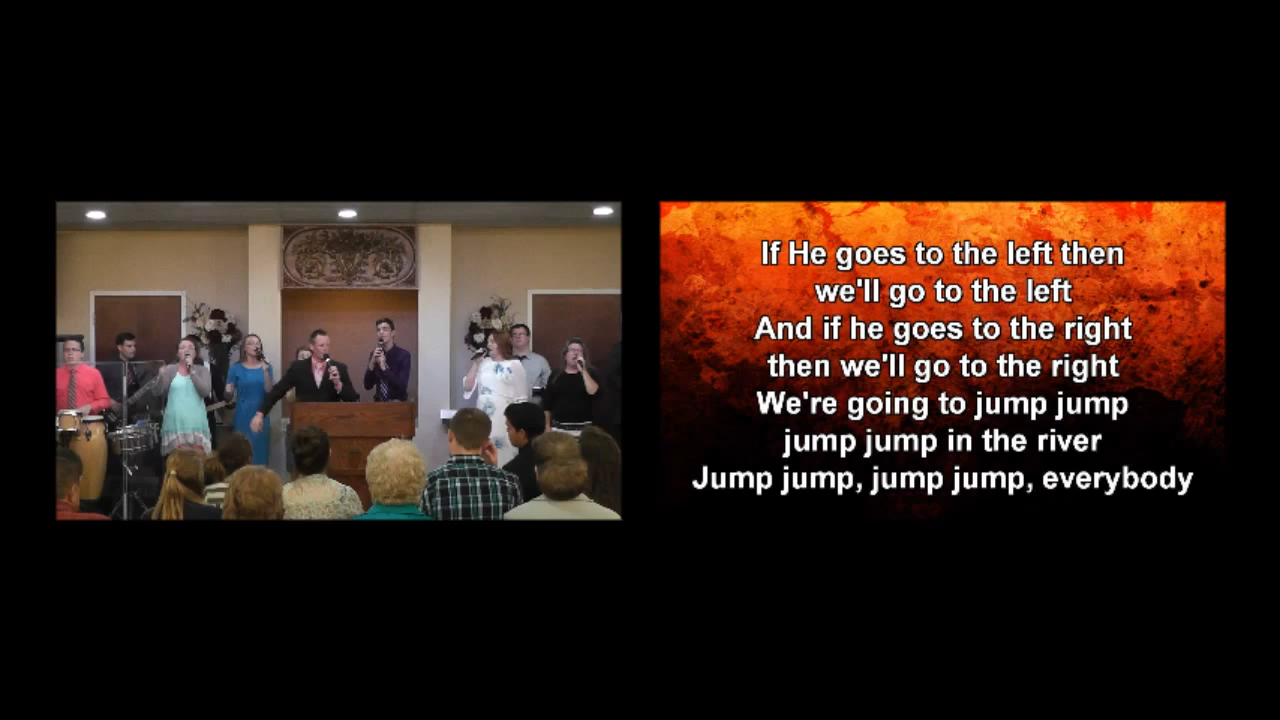 If He goes to the left then
we'll go to the left
And if he goes to the right
then we'll go to the right
We're going to jump jump
jump jump in the river
Jump jump, jump jump, everybody